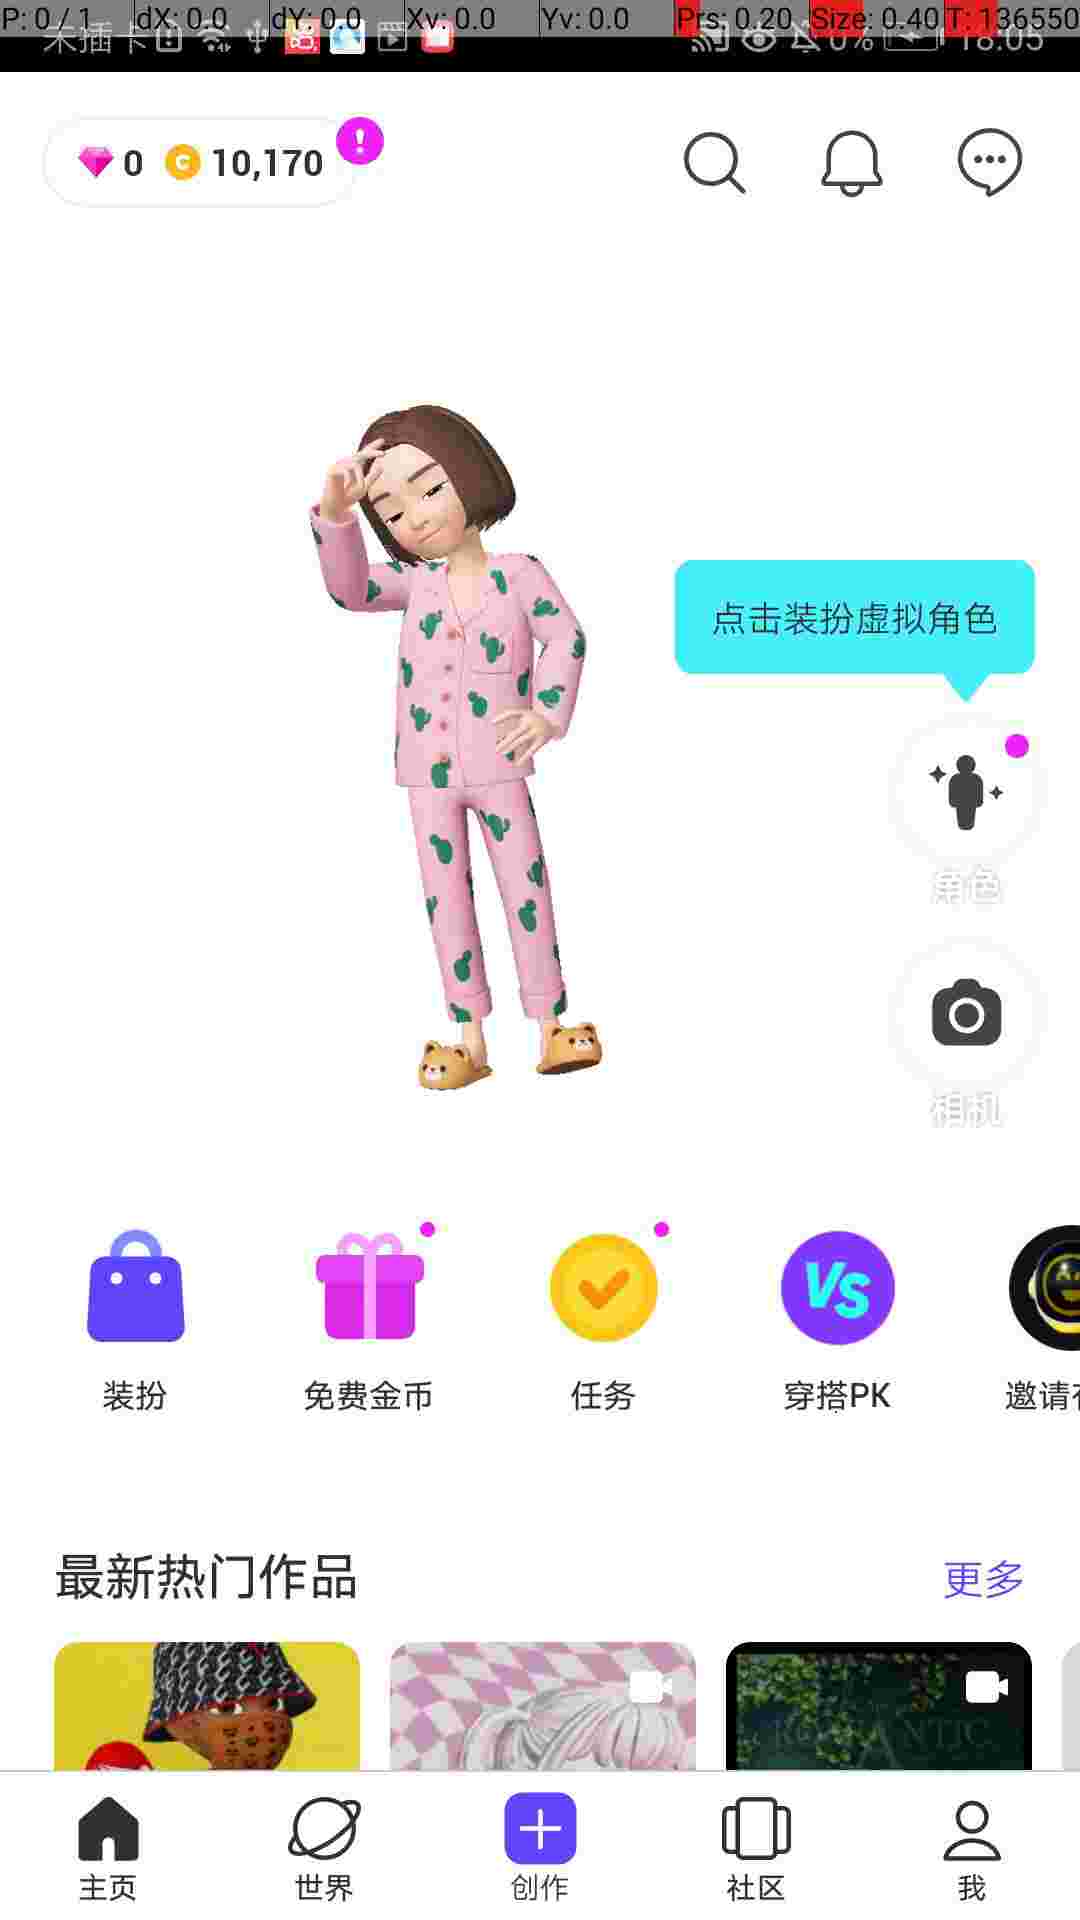 P: 0 / 1 dX: 0.0 dY: 0.0 Xv: 0.0 Yv: 0.0 Prs: 0.20 Size: 0.40 T: 136550
未插卡 0% 18:05
0 10,170
点击装扮虚拟角色
角色
相机
装扮 免费金币 任务 穿搭PK 邀请
最新热门作品 更多
ROMANTIC
主页 世界 创作 社区 我